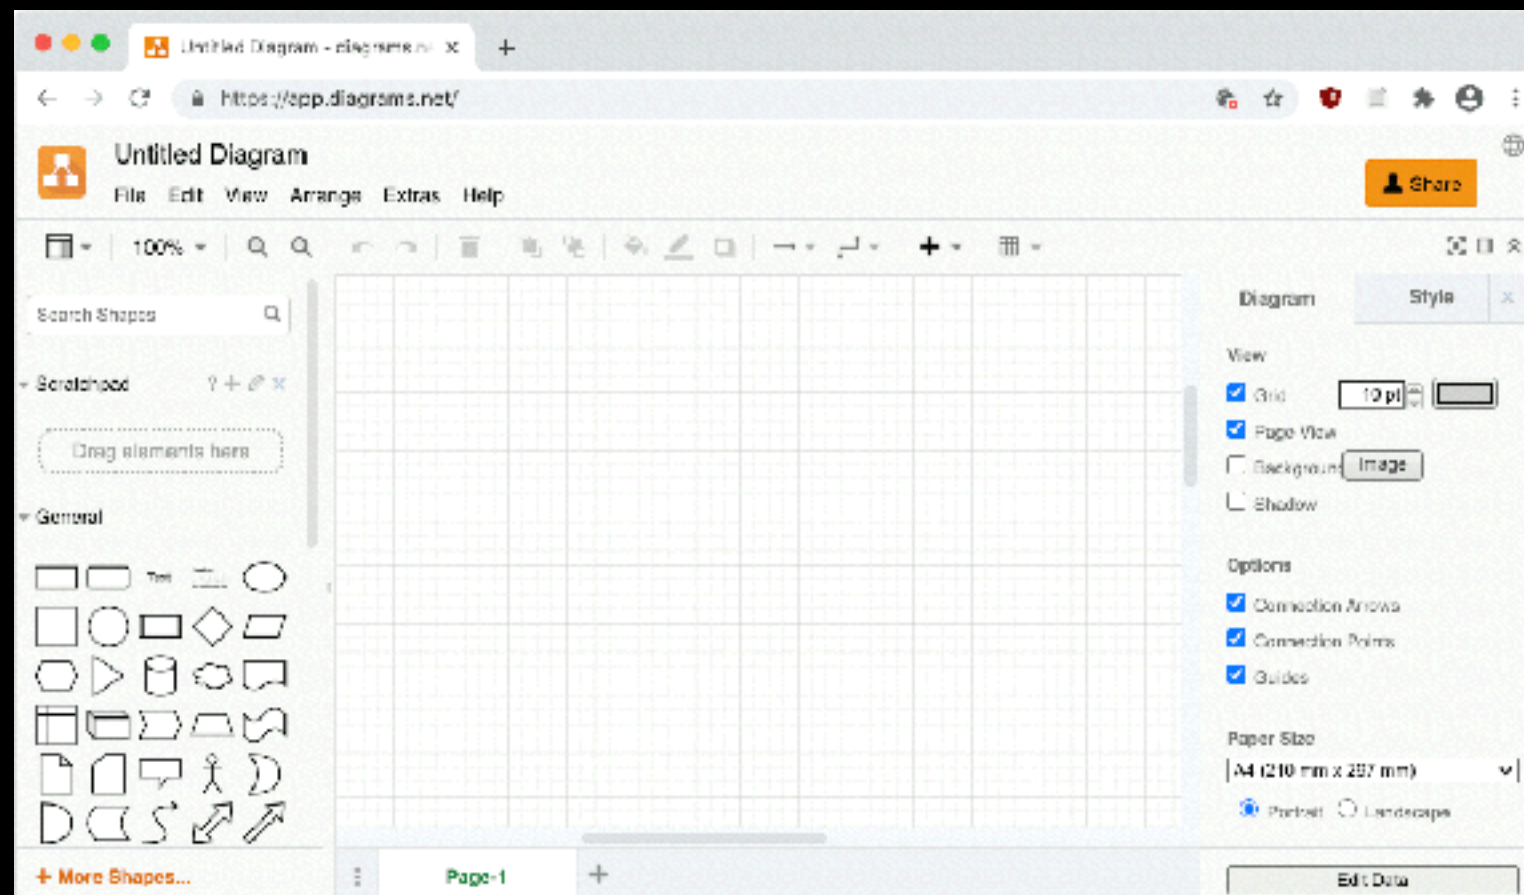 Untitled Diagram - diagrams.ne
https://app.diagrams.net/
Untitled Diagram
File Edit View Arrange Extras Help
Share
100%
Search Shapes
Scratchpad
?
Drag elements here
General
Text
+ More Shapes...
Page-1
Diagram Style
View
Grid 10 pt
Page View
Background Image
Shadow
Options
Connection Arrows
Connection Points
Guides
Paper Size
A4 (210 mm x 297 mm)
Portrait Landscape
Edit Data